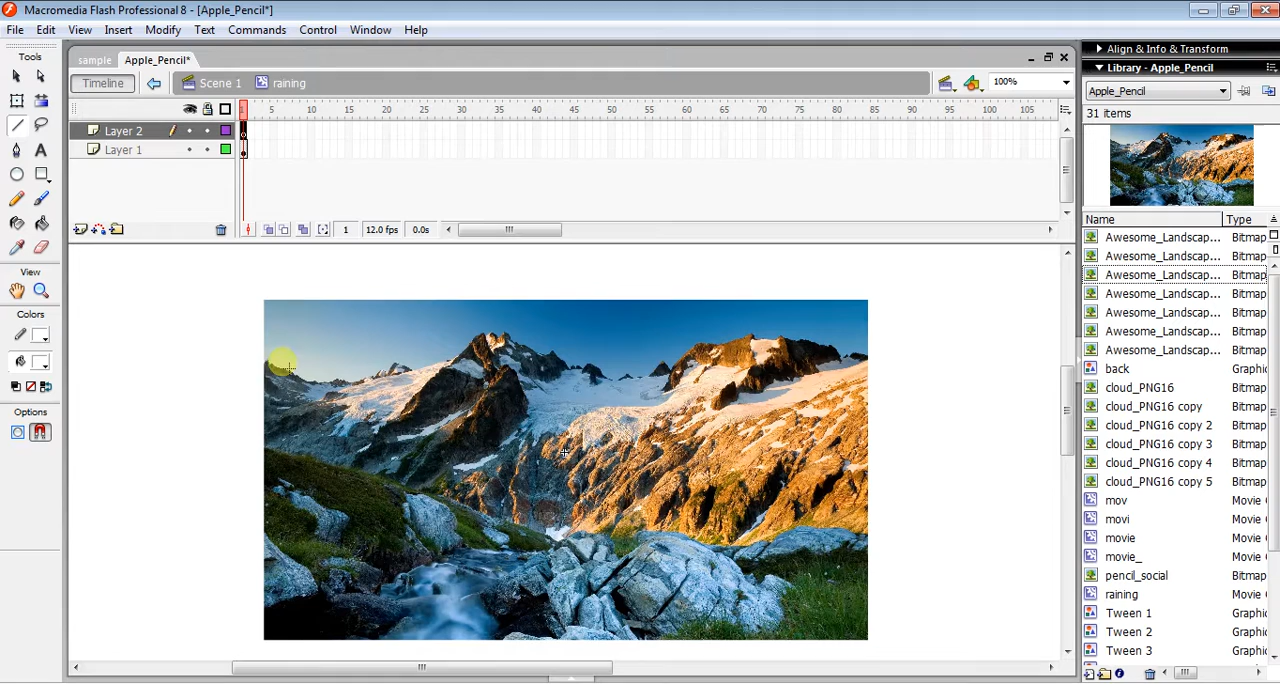 Macromedia Flash Professional 8 - [Apple_Pencil*]
File Edit View Insert Modify Text Commands Control Window Help
Tools
sample Apple_Pencil*
Timeline Scene 1 raining 100%
5 10 15 20 25 30 35 40 45 50 55 60 65 70 75 80 85 90 95 100 105
Layer 2
Layer 1
1 12.0 fps 0.0s
View
Colors
Options
Align & Info & Transform
Library - Apple_Pencil
Apple_Pencil
31 items
Name Type
Awesome_Landscap... Bitmap
Awesome_Landscap... Bitmap
Awesome_Landscap... Bitmap
Awesome_Landscap... Bitmap
Awesome_Landscap... Bitmap
Awesome_Landscap... Bitmap
Awesome_Landscap... Bitmap
back Graphic
cloud_PNG16 Bitmap
cloud_PNG16 copy Bitmap
cloud_PNG16 copy 2 Bitmap
cloud_PNG16 copy 3 Bitmap
cloud_PNG16 copy 4 Bitmap
cloud_PNG16 copy 5 Bitmap
mov Movie
movi Movie
movie Movie
movie_ Movie
pencil_social Bitmap
raining Movie
Tween 1 Graphic
Tween 2 Graphic
Tween 3 Graphic